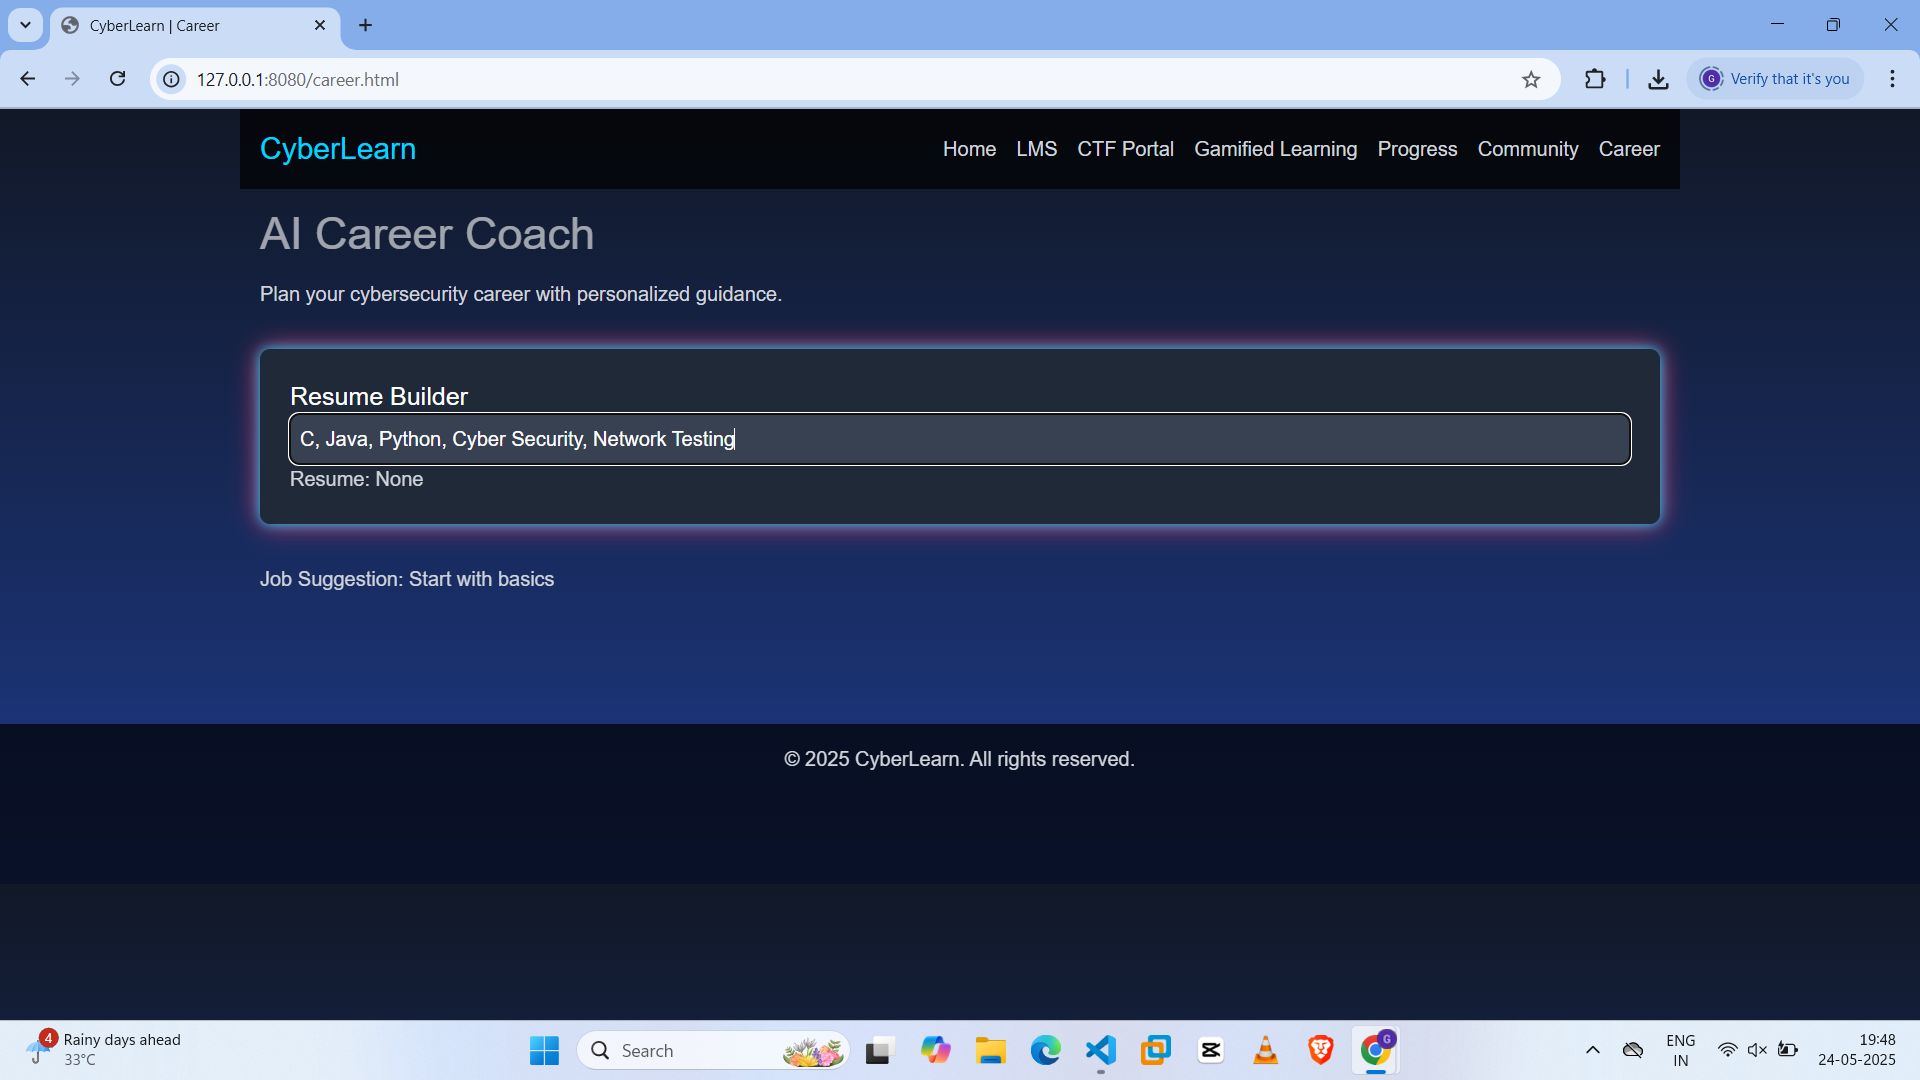 CyberLearn | Career
127.0.0.1:8080/career.html
G Verify that it's you
CyberLearn
Home LMS CTF Portal Gamified Learning Progress Community Career
AI Career Coach
Plan your cybersecurity career with personalized guidance.
Resume Builder
C, Java, Python, Cyber Security, Network Testing
Resume: None
Job Suggestion: Start with basics
© 2025 CyberLearn. All rights reserved.
4 Rainy days ahead
33°C
Search
G
ENG
IN
19:48
24-05-2025